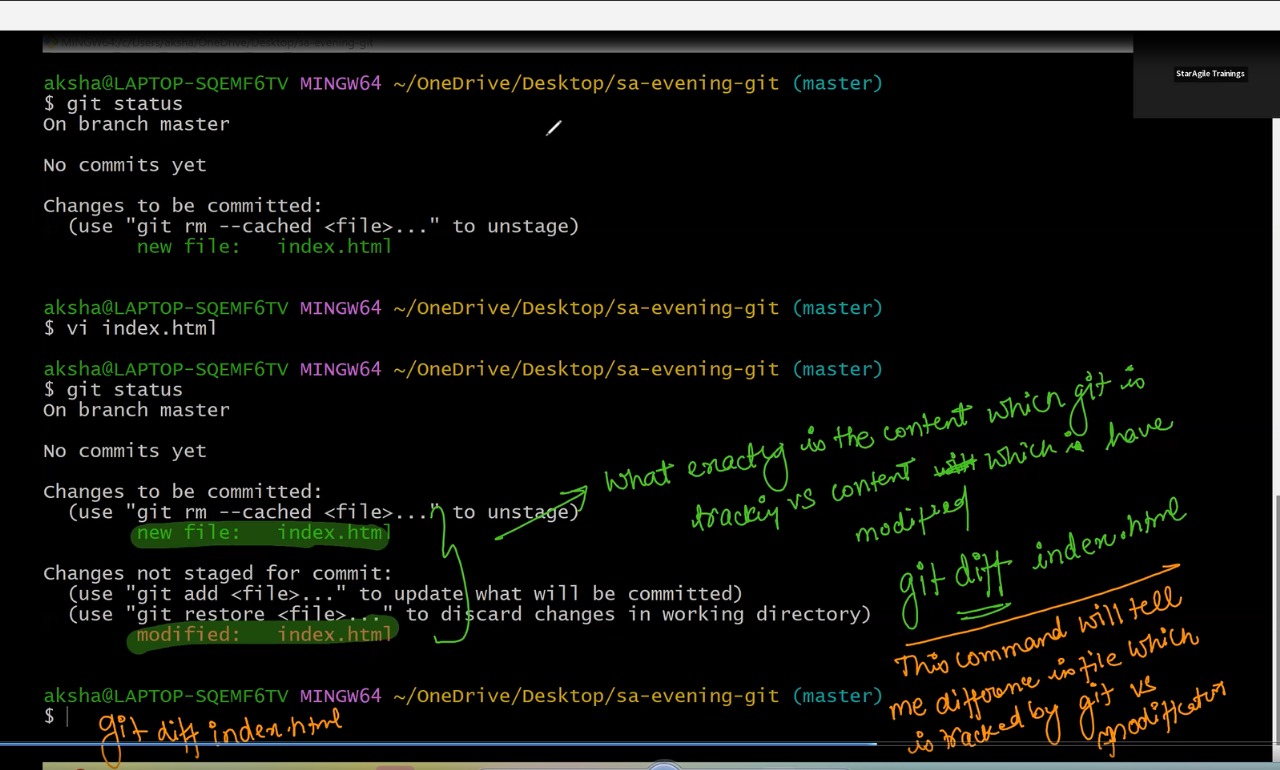 StarAgile Trainings
aksha@LAPTOP-SQEMF6TV MINGW64 ~/OneDrive/Desktop/sa-evening-git (master)
$ git status
On branch master
No commits yet
Changes to be committed:
(use "git rm --cached <file>..." to unstage)
new file: index.html
aksha@LAPTOP-SQEMF6TV MINGW64 ~/OneDrive/Desktop/sa-evening-git (master)
$ vi index.html
aksha@LAPTOP-SQEMF6TV MINGW64 ~/OneDrive/Desktop/sa-evening-git (master)
$ git status
On branch master
No commits yet
Changes to be committed:
(use "git rm --cached <file>..." to unstage)
new file: index.html
Changes not staged for commit:
(use "git add <file>..." to update what will be committed)
(use "git restore <file>..." to discard changes in working directory)
modified: index.html
aksha@LAPTOP-SQEMF6TV MINGW64 ~/OneDrive/Desktop/sa-evening-git (master)
$
git diff index.html
What exactly is the content which git is
tracking vs content which is have
modified
git diff index.html
This command will tell
me difference in file which
is tracked by git vs
modification